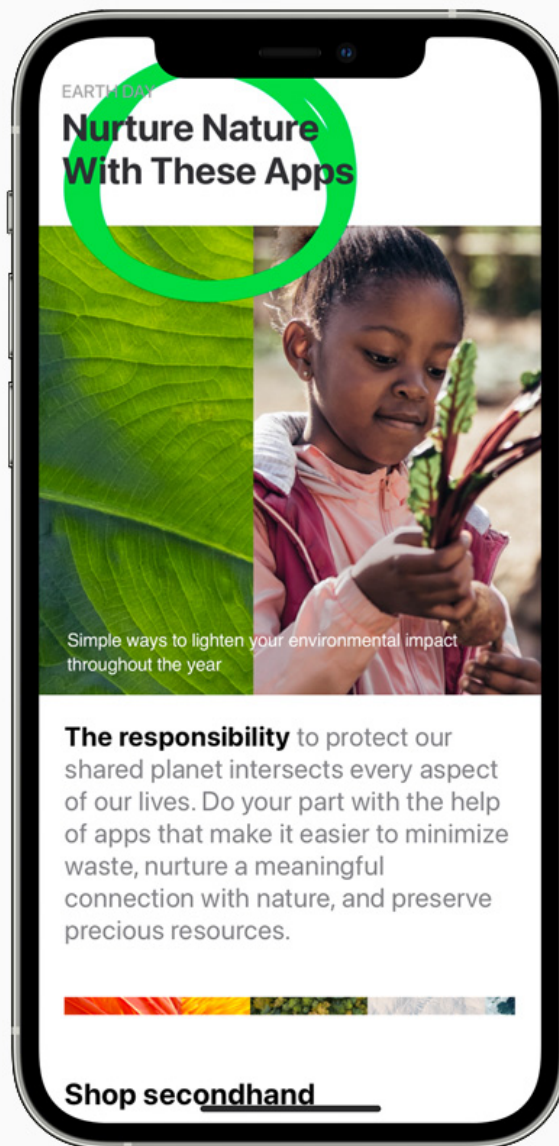 EARTH DAY
Nurture Nature
With These Apps
Simple ways to lighten your environmental impact
throughout the year
The responsibility to protect our
shared planet intersects every aspect
of our lives. Do your part with the help
of apps that make it easier to minimize
waste, nurture a meaningful
connection with nature, and preserve
precious resources.
Shop secondhand